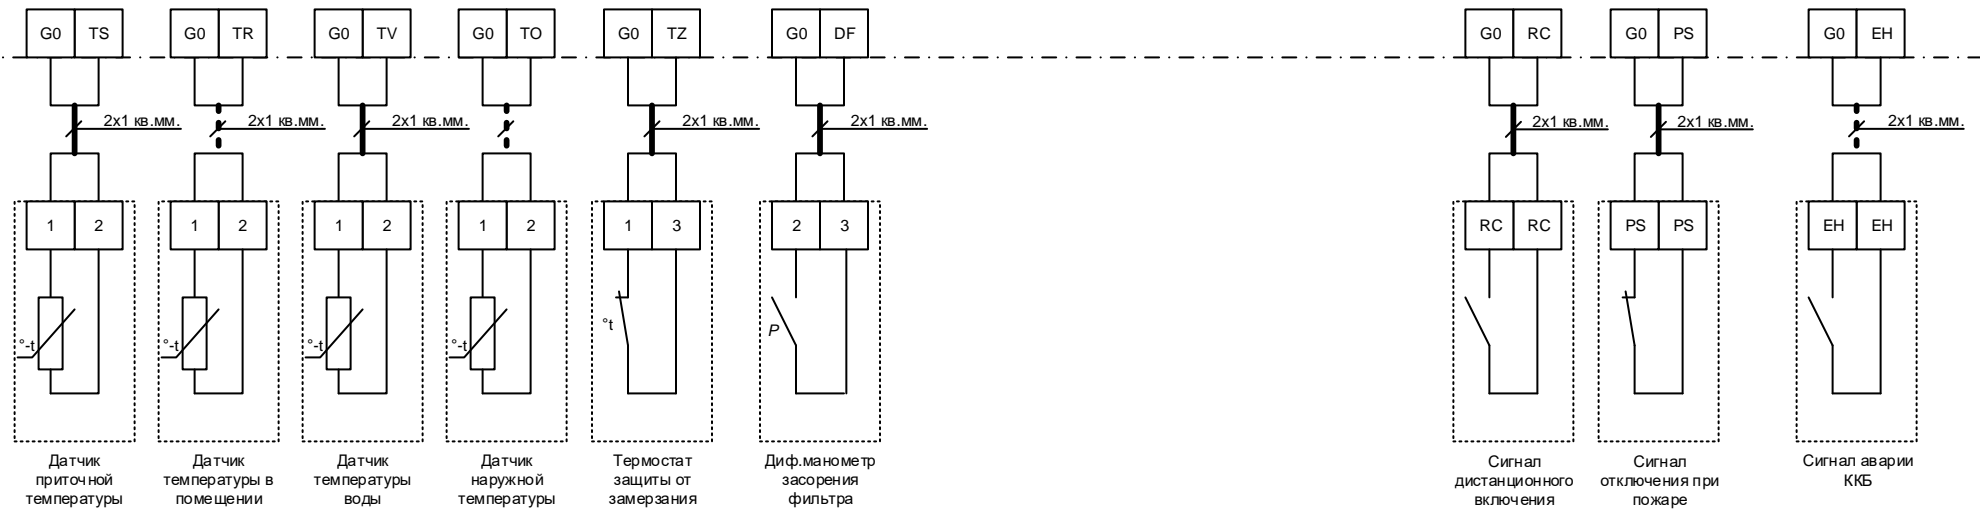 G0 TS G0 TR G0 TV G0 TO G0 TZ G0 DF G0 RC G0 PS G0 EH
2x1 кв.мм. 2x1 кв.мм. 2x1 кв.мм. 2x1 кв.мм. 2x1 кв.мм. 2x1 кв.мм. 2x1 кв.мм. 2x1 кв.мм.
1 2 1 2 1 2 1 2 1 3 2 3 RC RC PS PS EH EH
°-t °-t °-t °-t °t P
Датчик
приточной
температуры
Датчик
температуры в
помещении
Датчик
температуры
воды
Датчик
наружной
температуры
Термостат
защиты от
замерзания
Диф.манометр
засорения
фильтра
Сигнал
дистанционного
включения
Сигнал
отключения при
пожаре
Сигнал аварии
ККБ